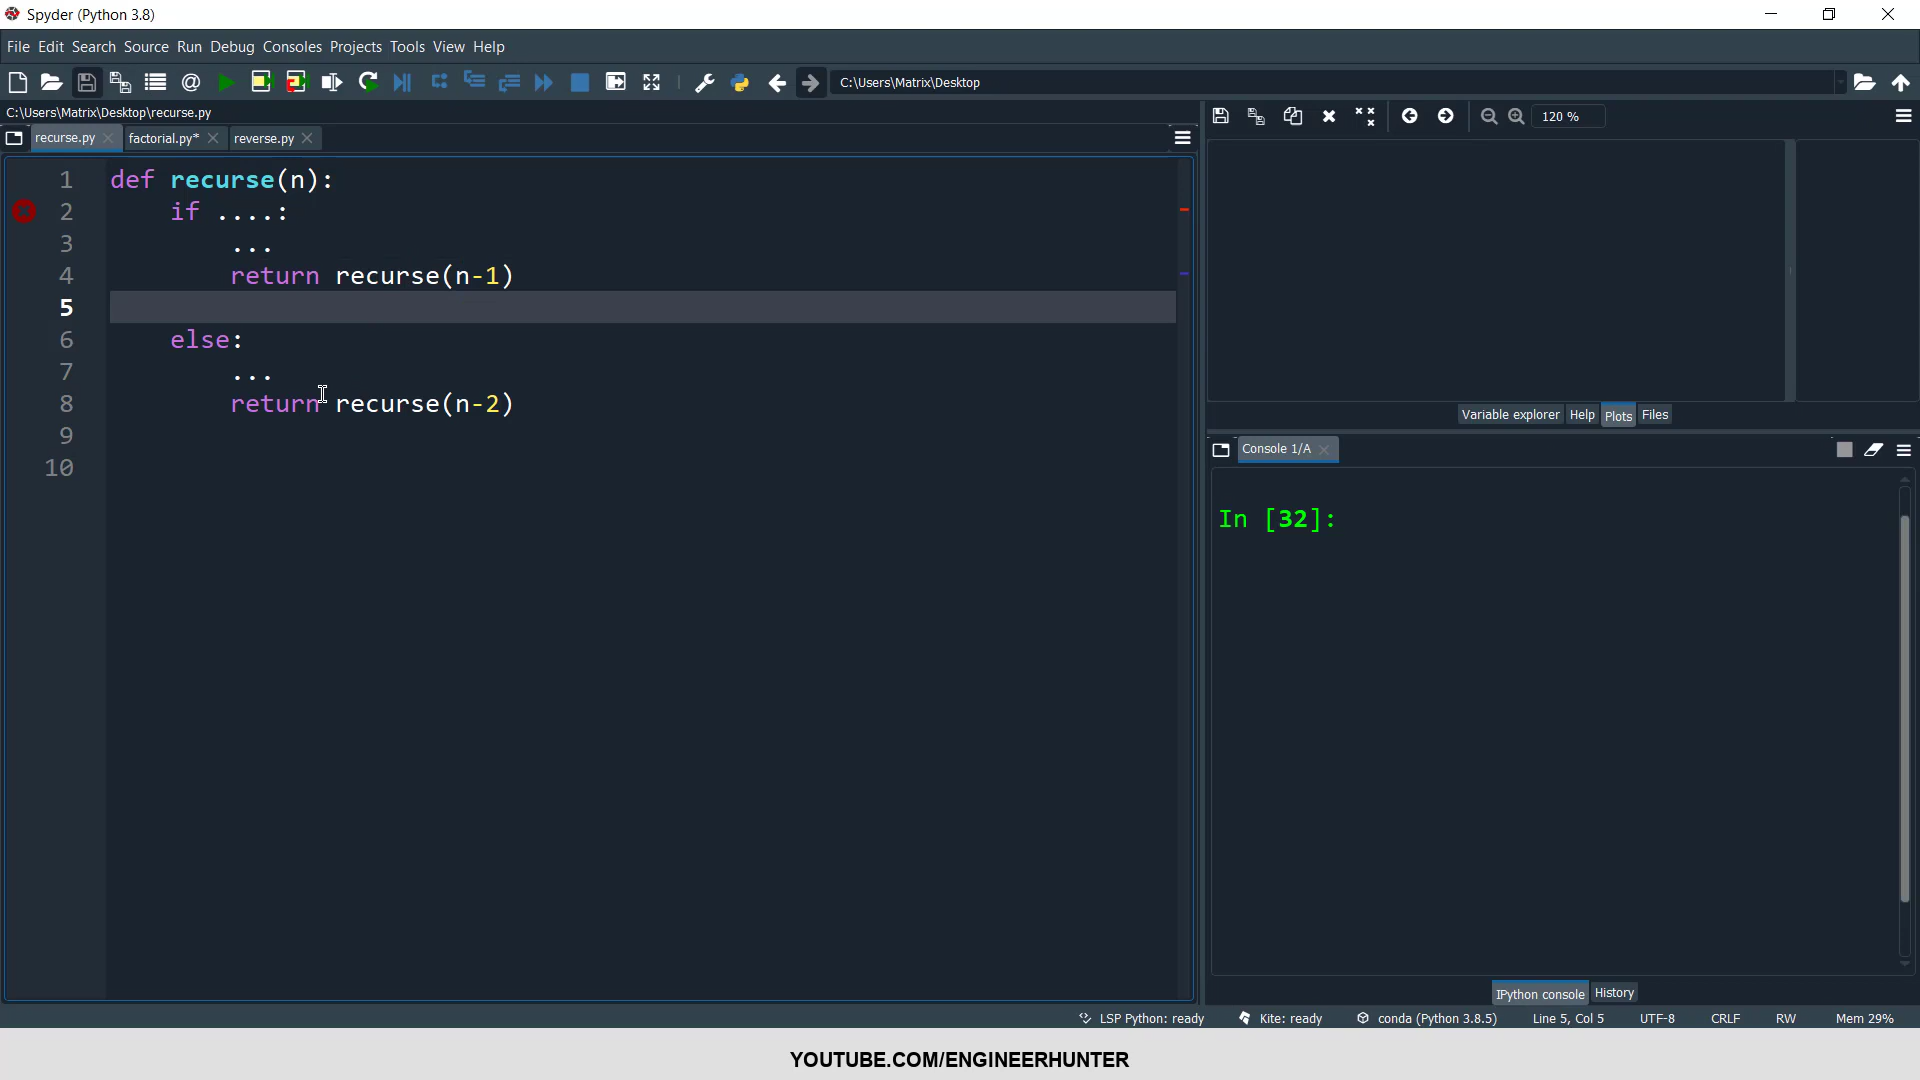 Spyder (Python 3.8)
File Edit Search Source Run Debug Consoles Projects Tools View Help
C:\Users\Matrix\Desktop
C:\Users\Matrix\Desktop\recurse.py
recurse.py factorial.py* reverse.py
120 %
1 def recurse(n):
2     if ....:
3         ...
4         return recurse(n-1)
5
6     else:
7         ...
8         return recurse(n-2)
9
10
Variable explorer Help Plots Files
Console 1/A
In [32]:
IPython console History
LSP Python: ready Kite: ready conda (Python 3.8.5) Line 5, Col 5 UTF-8 CRLF RW Mem 29%
YOUTUBE.COM/ENGINEERHUNTER